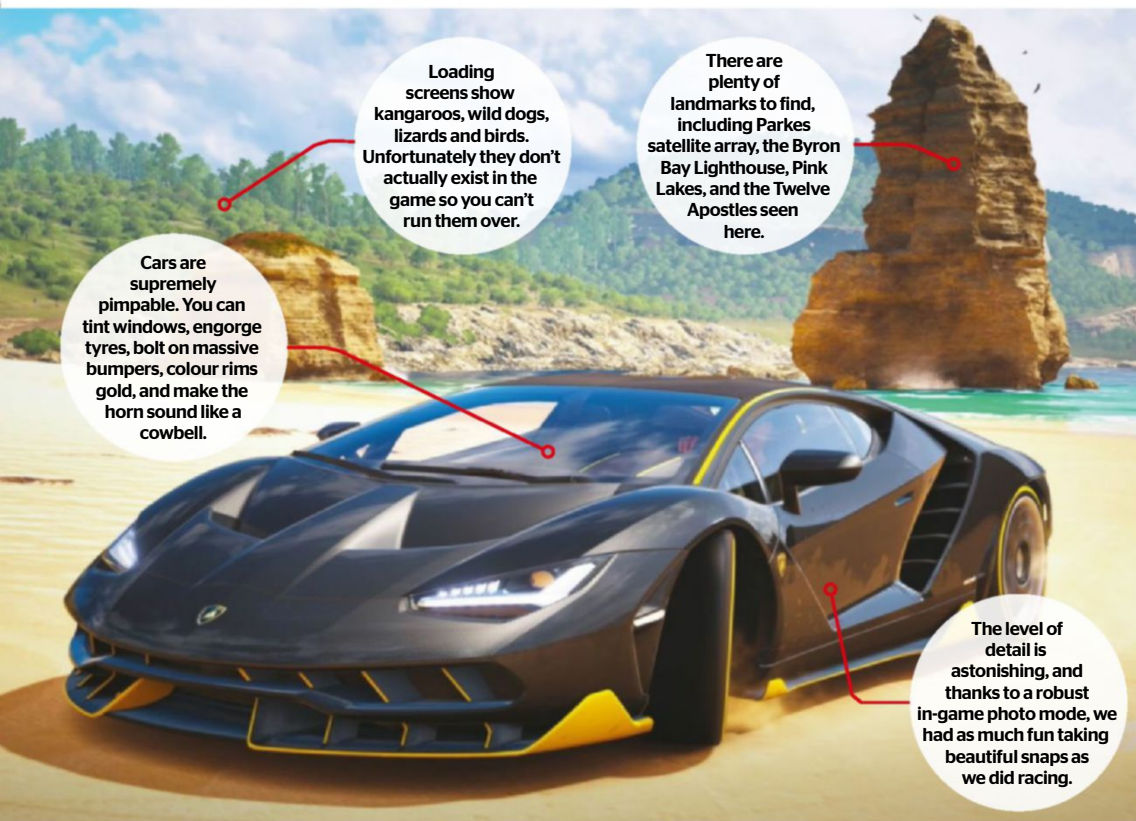 Loading
screens show
kangaroos, wild dogs,
lizards and birds.
Unfortunately they don’t
actually exist in the
game so you can’t
run them over.
There are
plenty of
landmarks to find,
including Parkes
satellite array, the Byron
Bay Lighthouse, Pink
Lakes, and the Twelve
Apostles seen
here.
Cars are
supremely
pimpable. You can
tint windows, engorge
tyres, bolt on massive
bumpers, colour rims
gold, and make the
horn sound like a
cowbell.
The level of
detail is
astonishing, and
thanks to a robust
in-game photo mode, we
had as much fun taking
beautiful snaps as
we did racing.